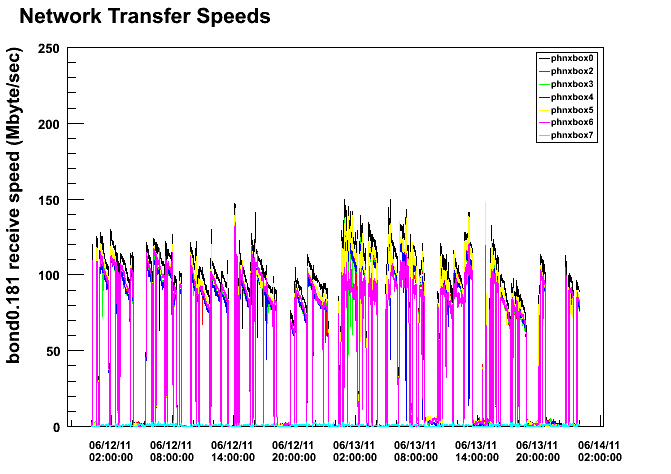 Network Transfer Speeds
bond0.181 receive speed (Mbyte/sec)
250
200
150
100
50
0
phnxbox0
phnxbox2
phnxbox3
phnxbox4
phnxbox5
phnxbox6
phnxbox7
06/12/11 06/12/11 06/12/11 06/12/11 06/13/11 06/13/11 06/13/11 06/13/11 06/14/11
02:00:00 08:00:00 14:00:00 20:00:00 02:00:00 08:00:00 14:00:00 20:00:00 02:00:00